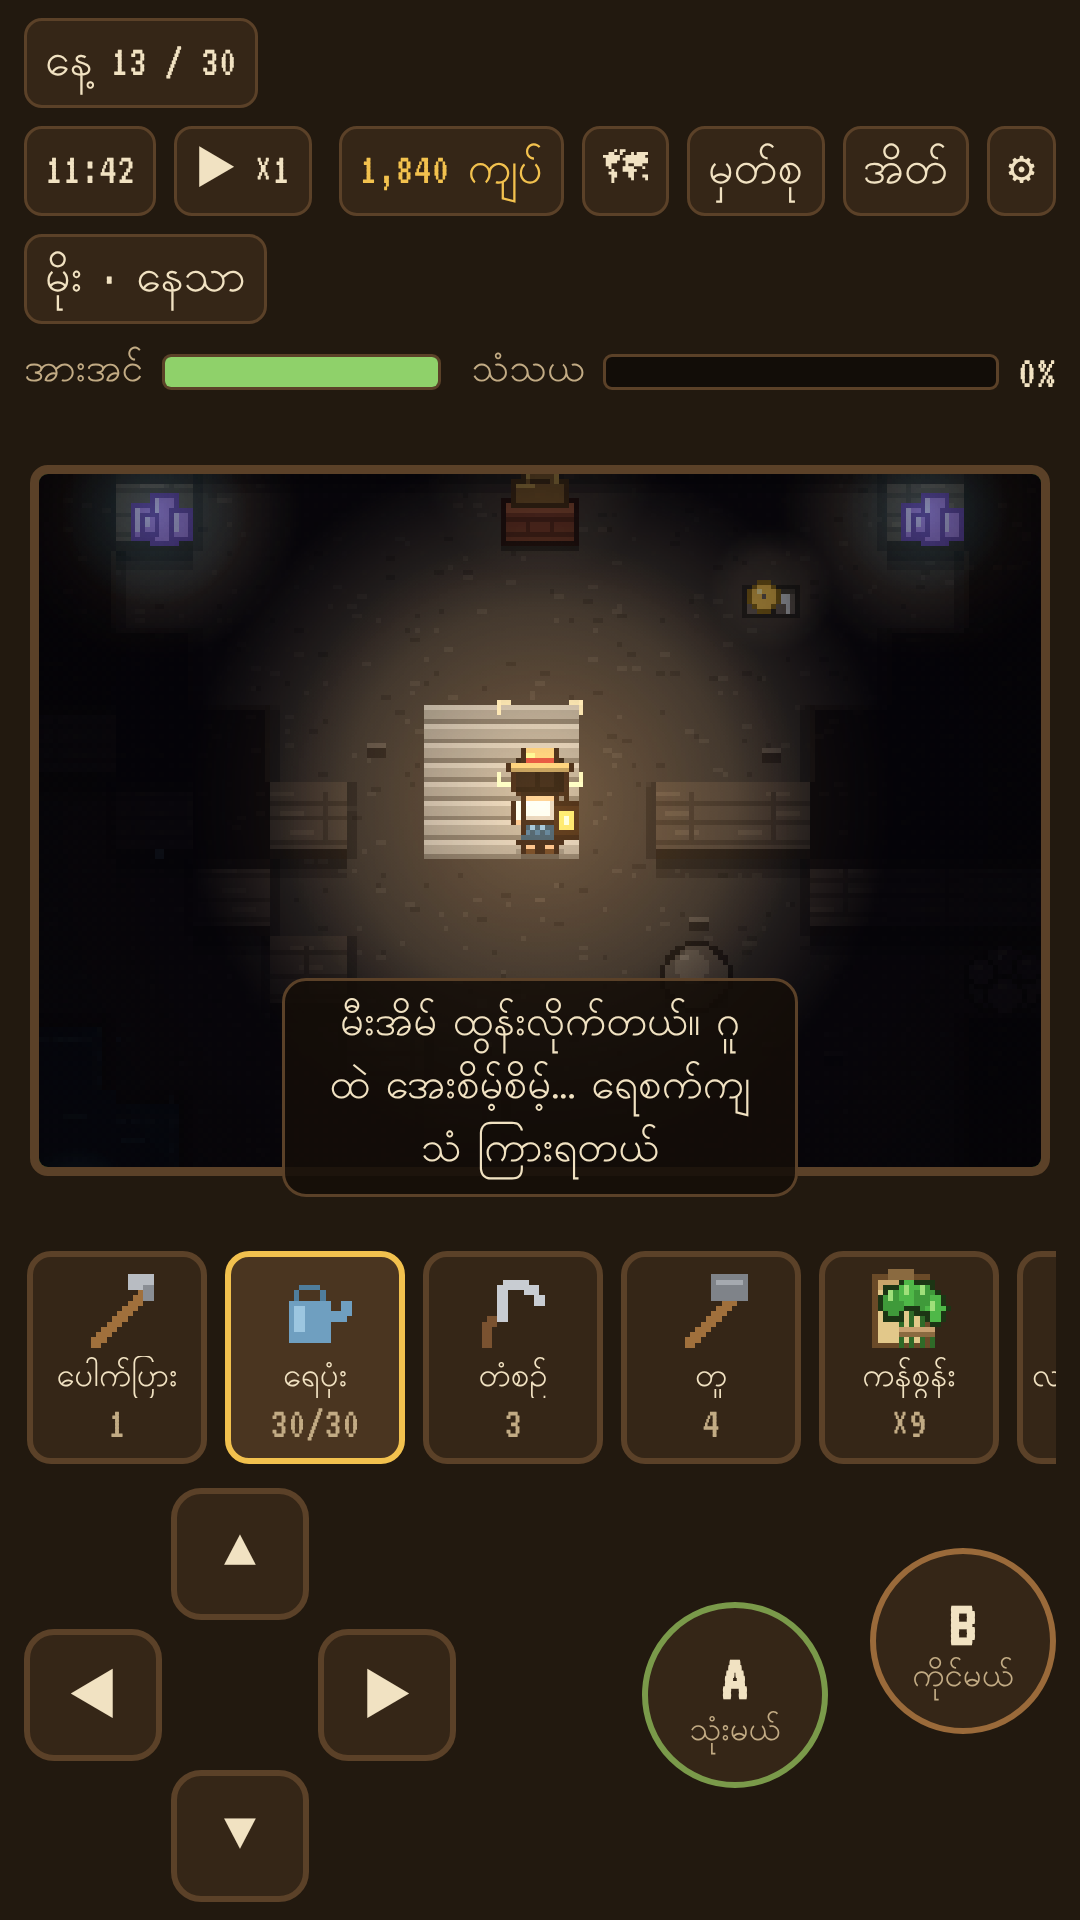 နေ့ 13 / 30
11:42 ▶ x1 1,840 ကျပ် မှတ်စု အိတ်
မိုး · နေသာ
အားအင် သံသယ 0%
မီးအိမ် ထွန်းလိုက်တယ်။ ဂူ
ထဲ အေးစိမ့်စိမ့်... ရေစက်ကျ
သံ ကြားရတယ်
ပေါက်ပြား ရေပုံး တံစဉ် တူ ကန်စွန်း
1 30/30 3 4 x9
B
ကိုင်မယ်
A
သုံးမယ်